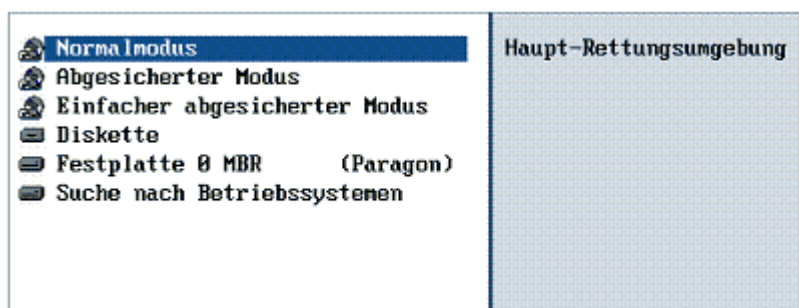 Normalmodus
Abgesicherter Modus
Einfacher abgesicherter Modus
Diskette
Festplatte 0 MBR (Paragon)
Suche nach Betriebssystemen
Haupt-Rettungsumgebung